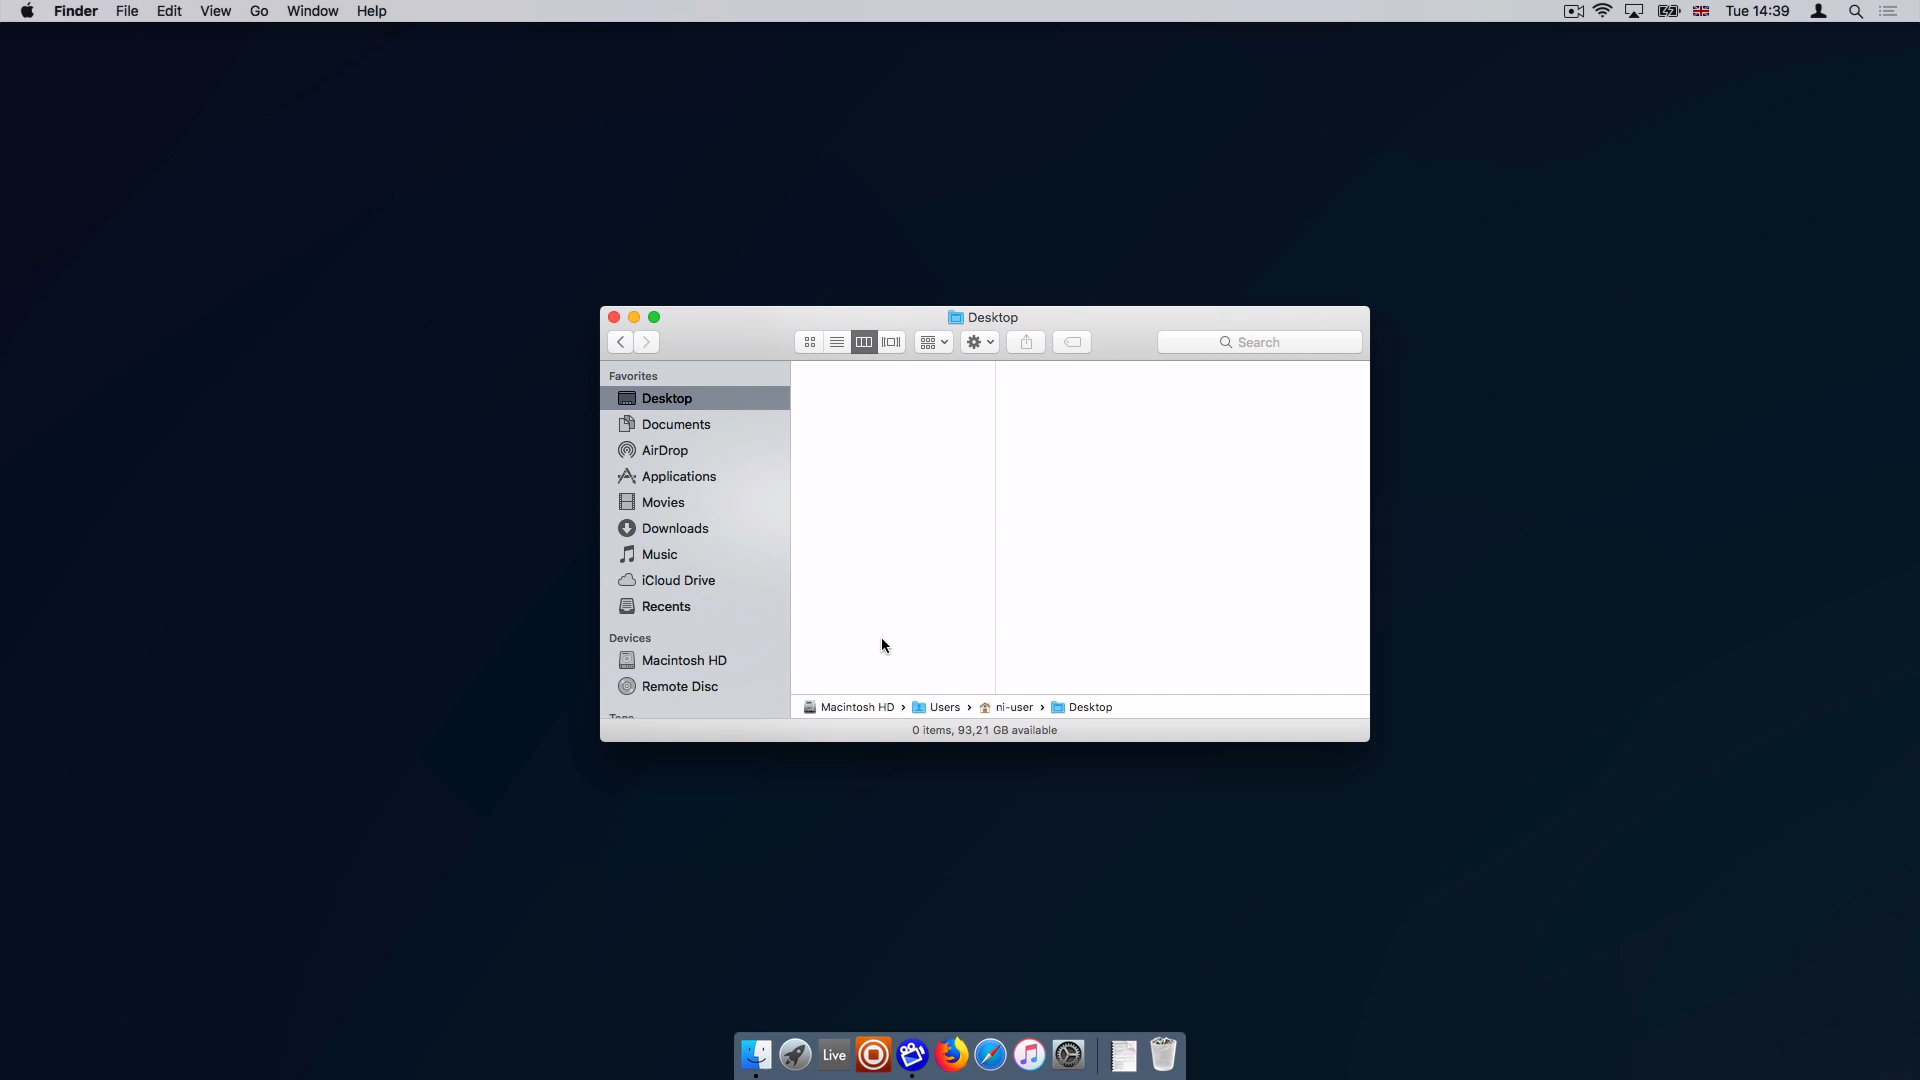 Finder File Edit View Go Window Help Tue 14:39
Desktop
Search
Favorites
Desktop
Documents
AirDrop
Applications
Movies
Downloads
Music
iCloud Drive
Recents
Devices
Macintosh HD
Remote Disc
Tags
Macintosh HD › Users › ni-user › Desktop
0 items, 93,21 GB available
Live